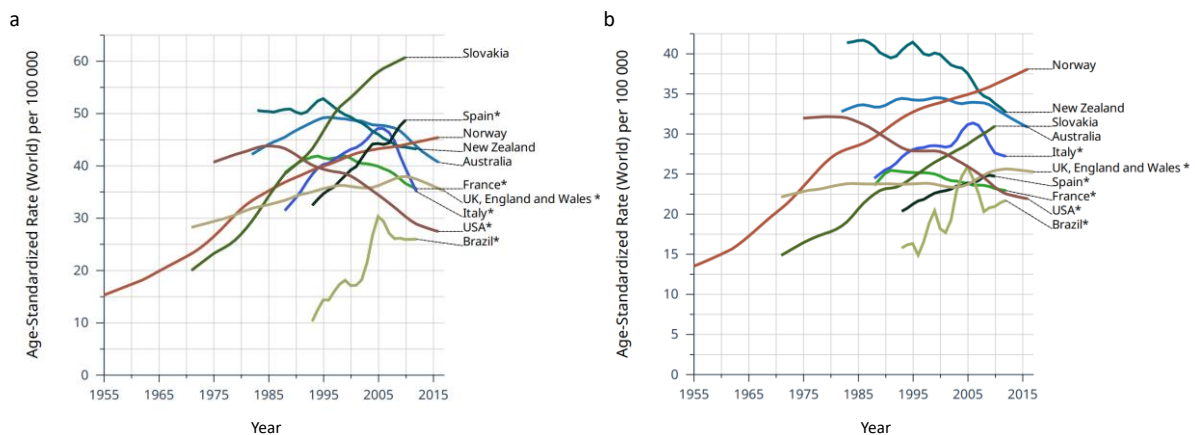 a
Age-Standardized Rate (World) per 100 000
60
50
40
30
20
10
0
1955
1965
1975
1985
1995
2005
2015
Year
Slovakia
Spain*
Norway
New Zealand
Australia
France*
UK, England and Wales *
Italy*
USA*
Brazil*
b
Age-Standardized Rate (World) per 100 000
40
35
30
25
20
15
10
5
0
1955
1965
1975
1985
1995
2005
2015
Year
Norway
New Zealand
Slovakia
Australia
Italy*
UK, England and Wales *
Spain*
France*
USA*
Brazil*